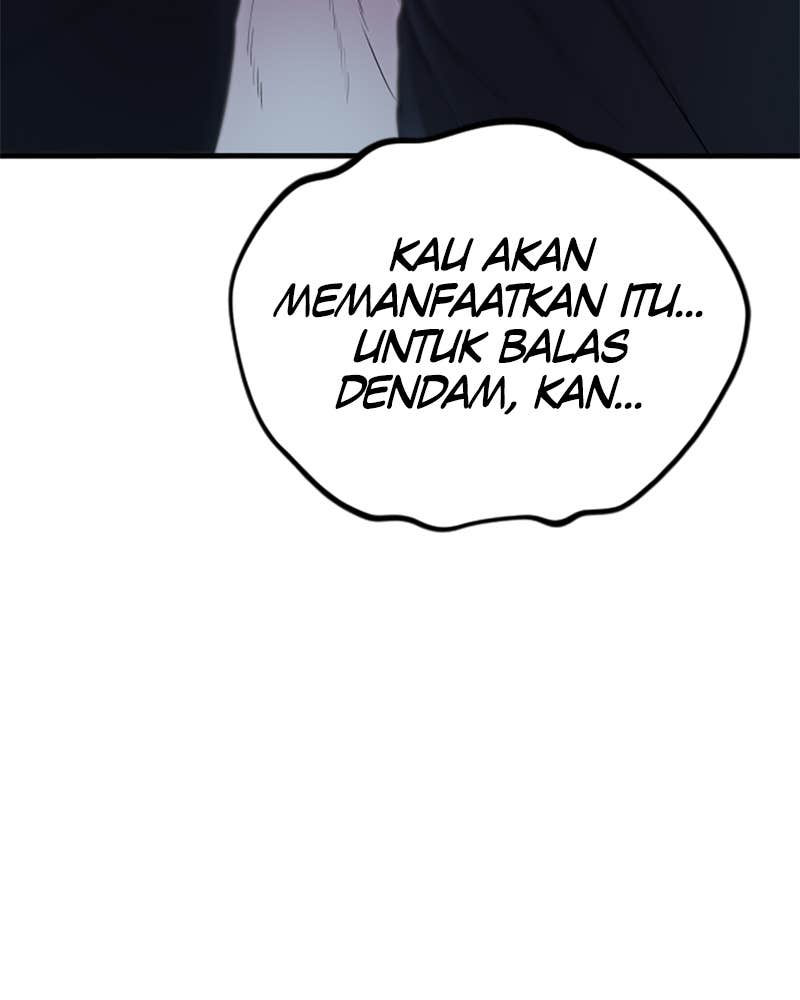 KAU AKAN
MEMANFAATKAN ITU...
UNTUK BALAS
DENDAM, KAN...